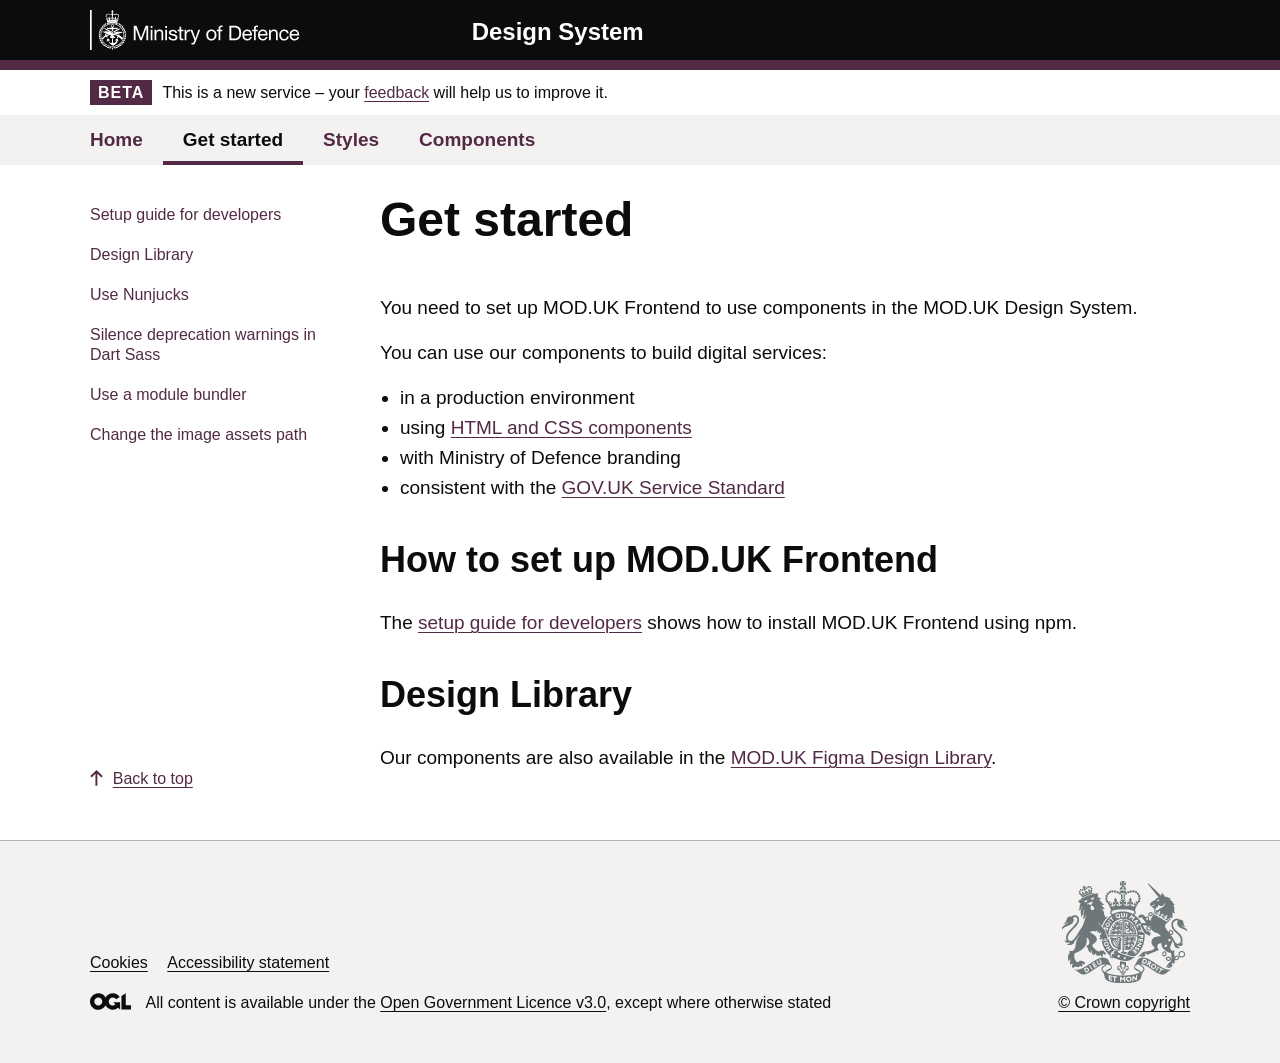 Ministry of Defence
Design System
BETA This is a new service – your feedback will help us to improve it.
Home Get started Styles Components
Setup guide for developers
Design Library
Use Nunjucks
Silence deprecation warnings in
Dart Sass
Use a module bundler
Change the image assets path
Get started
You need to set up MOD.UK Frontend to use components in the MOD.UK Design System.
You can use our components to build digital services:
in a production environment
using HTML and CSS components
with Ministry of Defence branding
consistent with the GOV.UK Service Standard
How to set up MOD.UK Frontend
The setup guide for developers shows how to install MOD.UK Frontend using npm.
Design Library
Our components are also available in the MOD.UK Figma Design Library.
Back to top
Cookies Accessibility statement
OGL All content is available under the Open Government Licence v3.0, except where otherwise stated
DIEU ET MON DROIT
© Crown copyright